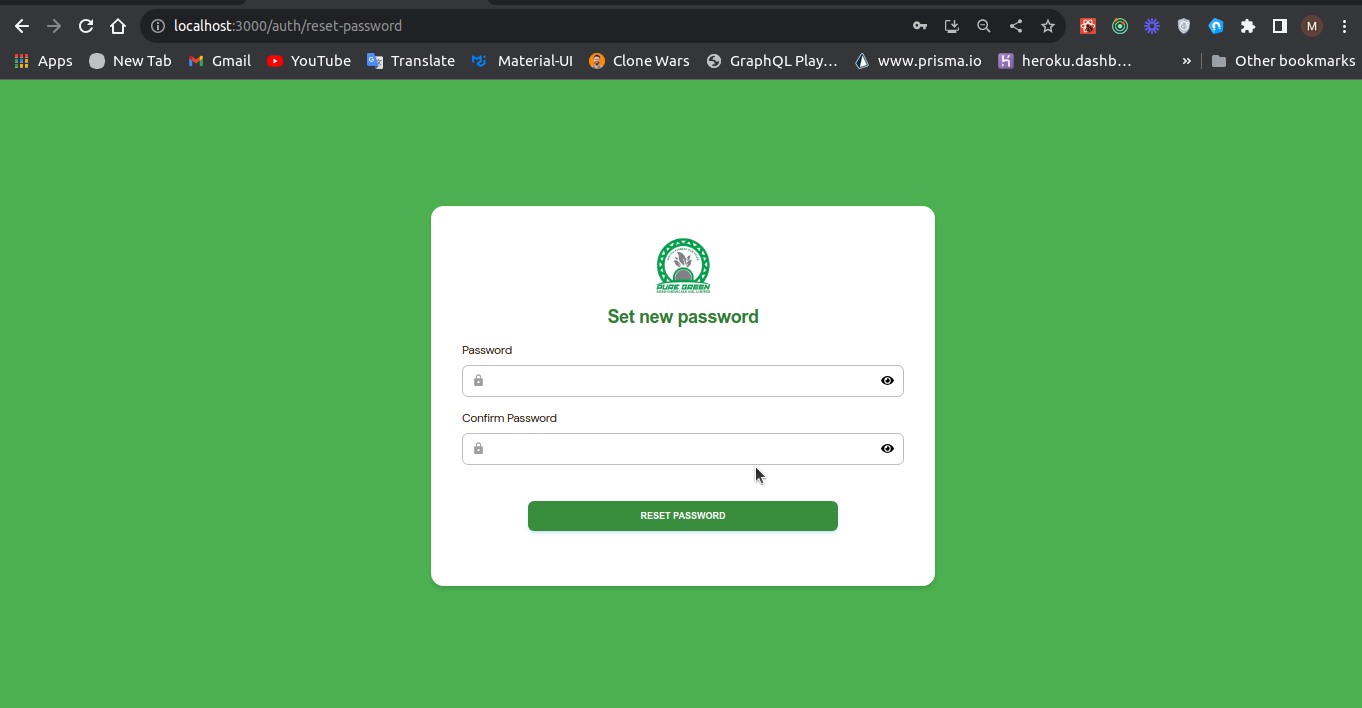 localhost:3000/auth/reset-password
M
Apps
New Tab
Gmail
YouTube
Translate
Material-UI
Clone Wars
GraphQL Play…
www.prisma.io
heroku.dashb…
»
Other bookmarks
PURE GREEN
Set new password
Password
Confirm Password
RESET PASSWORD